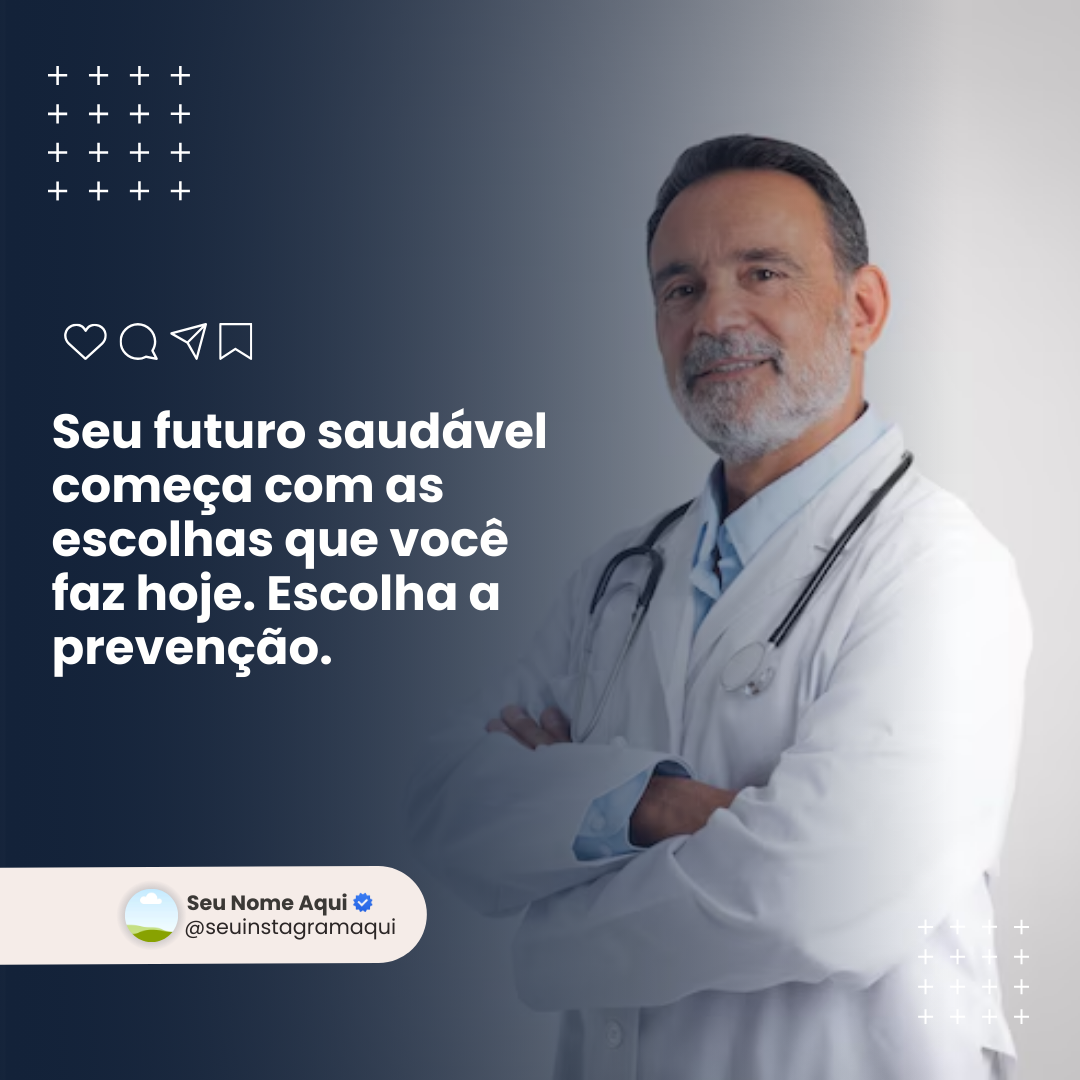 Seu futuro saudável
começa com as
escolhas que você
faz hoje. Escolha a
prevenção.
Seu Nome Aqui
@seuinstagramaqui